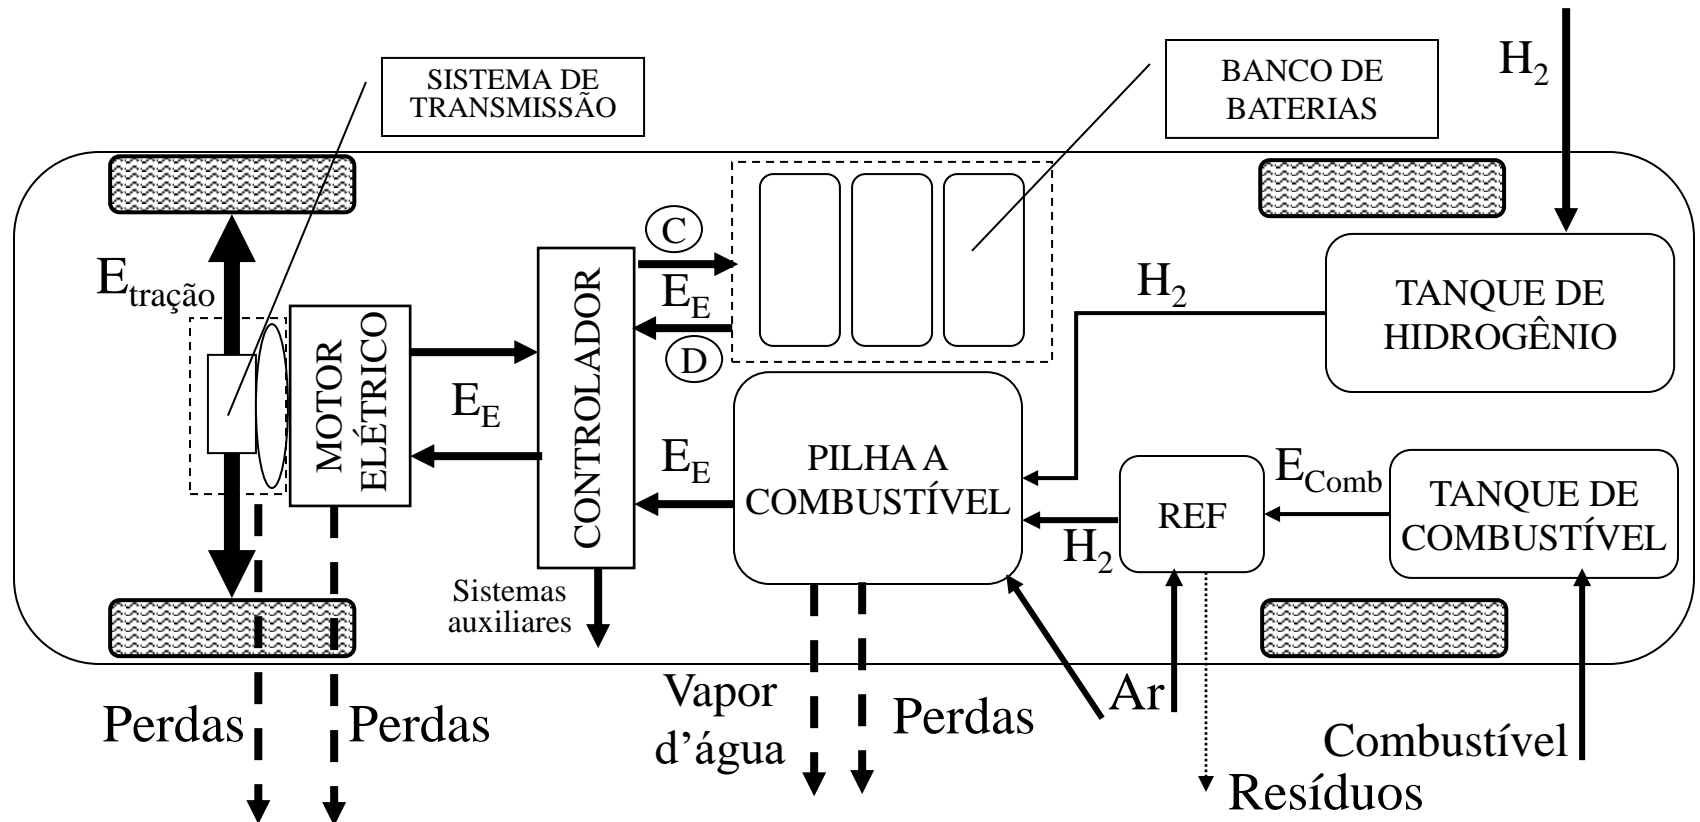 SISTEMA DE
TRANSMISSÃO
BANCO DE
BATERIAS
H2
C
EE
D
Etração
MOTOR
ELÉTRICO
EE
CONTROLADOR
H2
TANQUE DE
HIDROGÊNIO
EE
PILHA A
COMBUSTÍVEL
H2
REF
EComb
TANQUE DE
COMBUSTÍVEL
Sistemas
auxiliares
Perdas
Perdas
Vapor
d’água
Perdas
Ar
Combustível
Resíduos